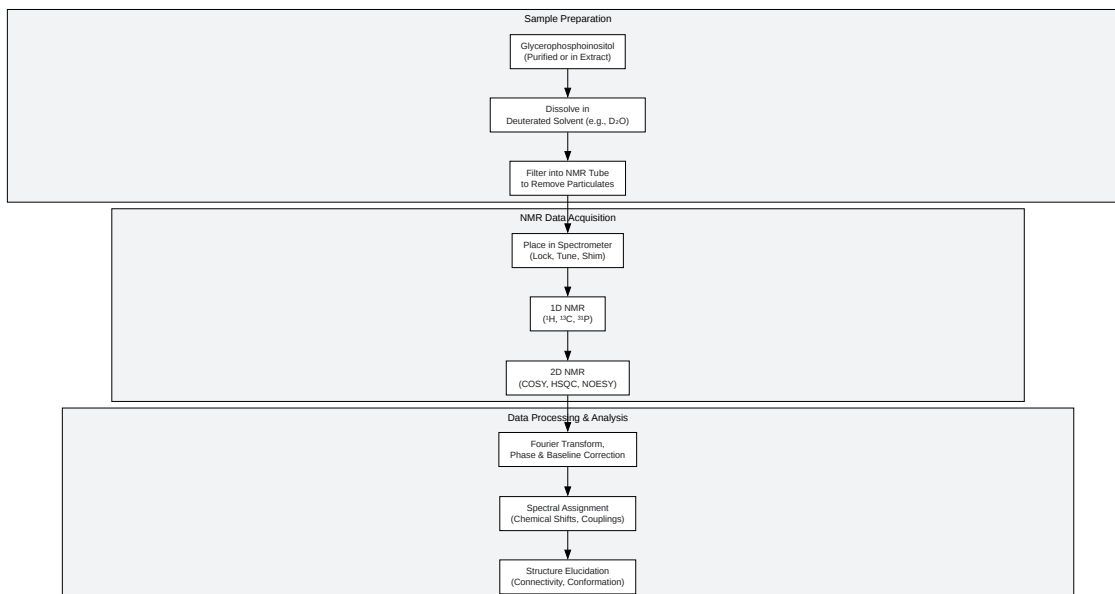 Sample Preparation
Glycerophosphoinositol
(Purified or in Extract)
Dissolve in
Deuterated Solvent (e.g., D₂O)
Filter into NMR Tube
to Remove Particulates
NMR Data Acquisition
Place in Spectrometer
(Lock, Tune, Shim)
1D NMR
(¹H, ¹³C, ³¹P)
2D NMR
(COSY, HSQC, NOESY)
Data Processing & Analysis
Fourier Transform,
Phase & Baseline Correction
Spectral Assignment
(Chemical Shifts, Couplings)
Structure Elucidation
(Connectivity, Conformation)